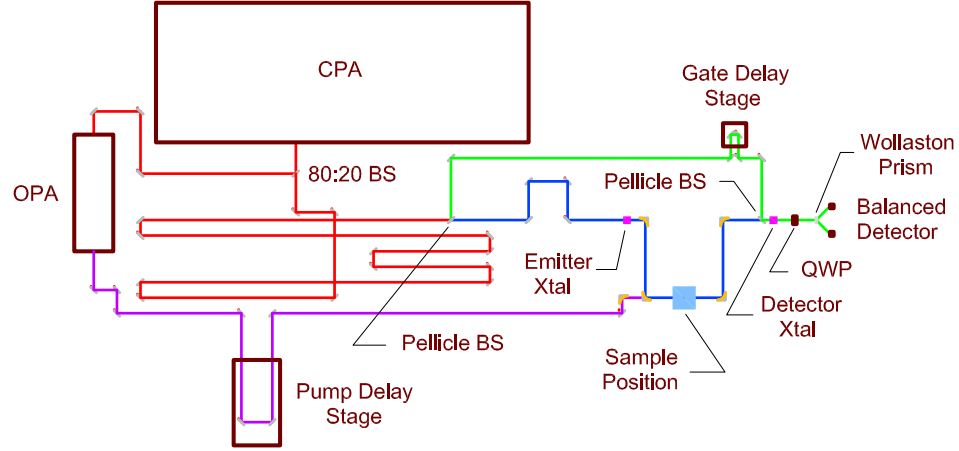 CPA
Gate Delay
Stage
Wollaston
Prism
80:20 BS
Pellicle BS
OPA
Balanced
Detector
Emitter
Xtal
QWP
Detector
Xtal
Pellicle BS
Sample
Position
Pump Delay
Stage